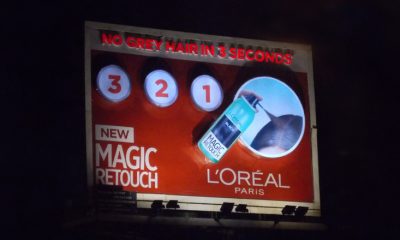 NO GREY HAIR IN 3 SECONDS
3 2 1
NEW
MAGIC
RETOUCH
L'ORÉAL
PARIS